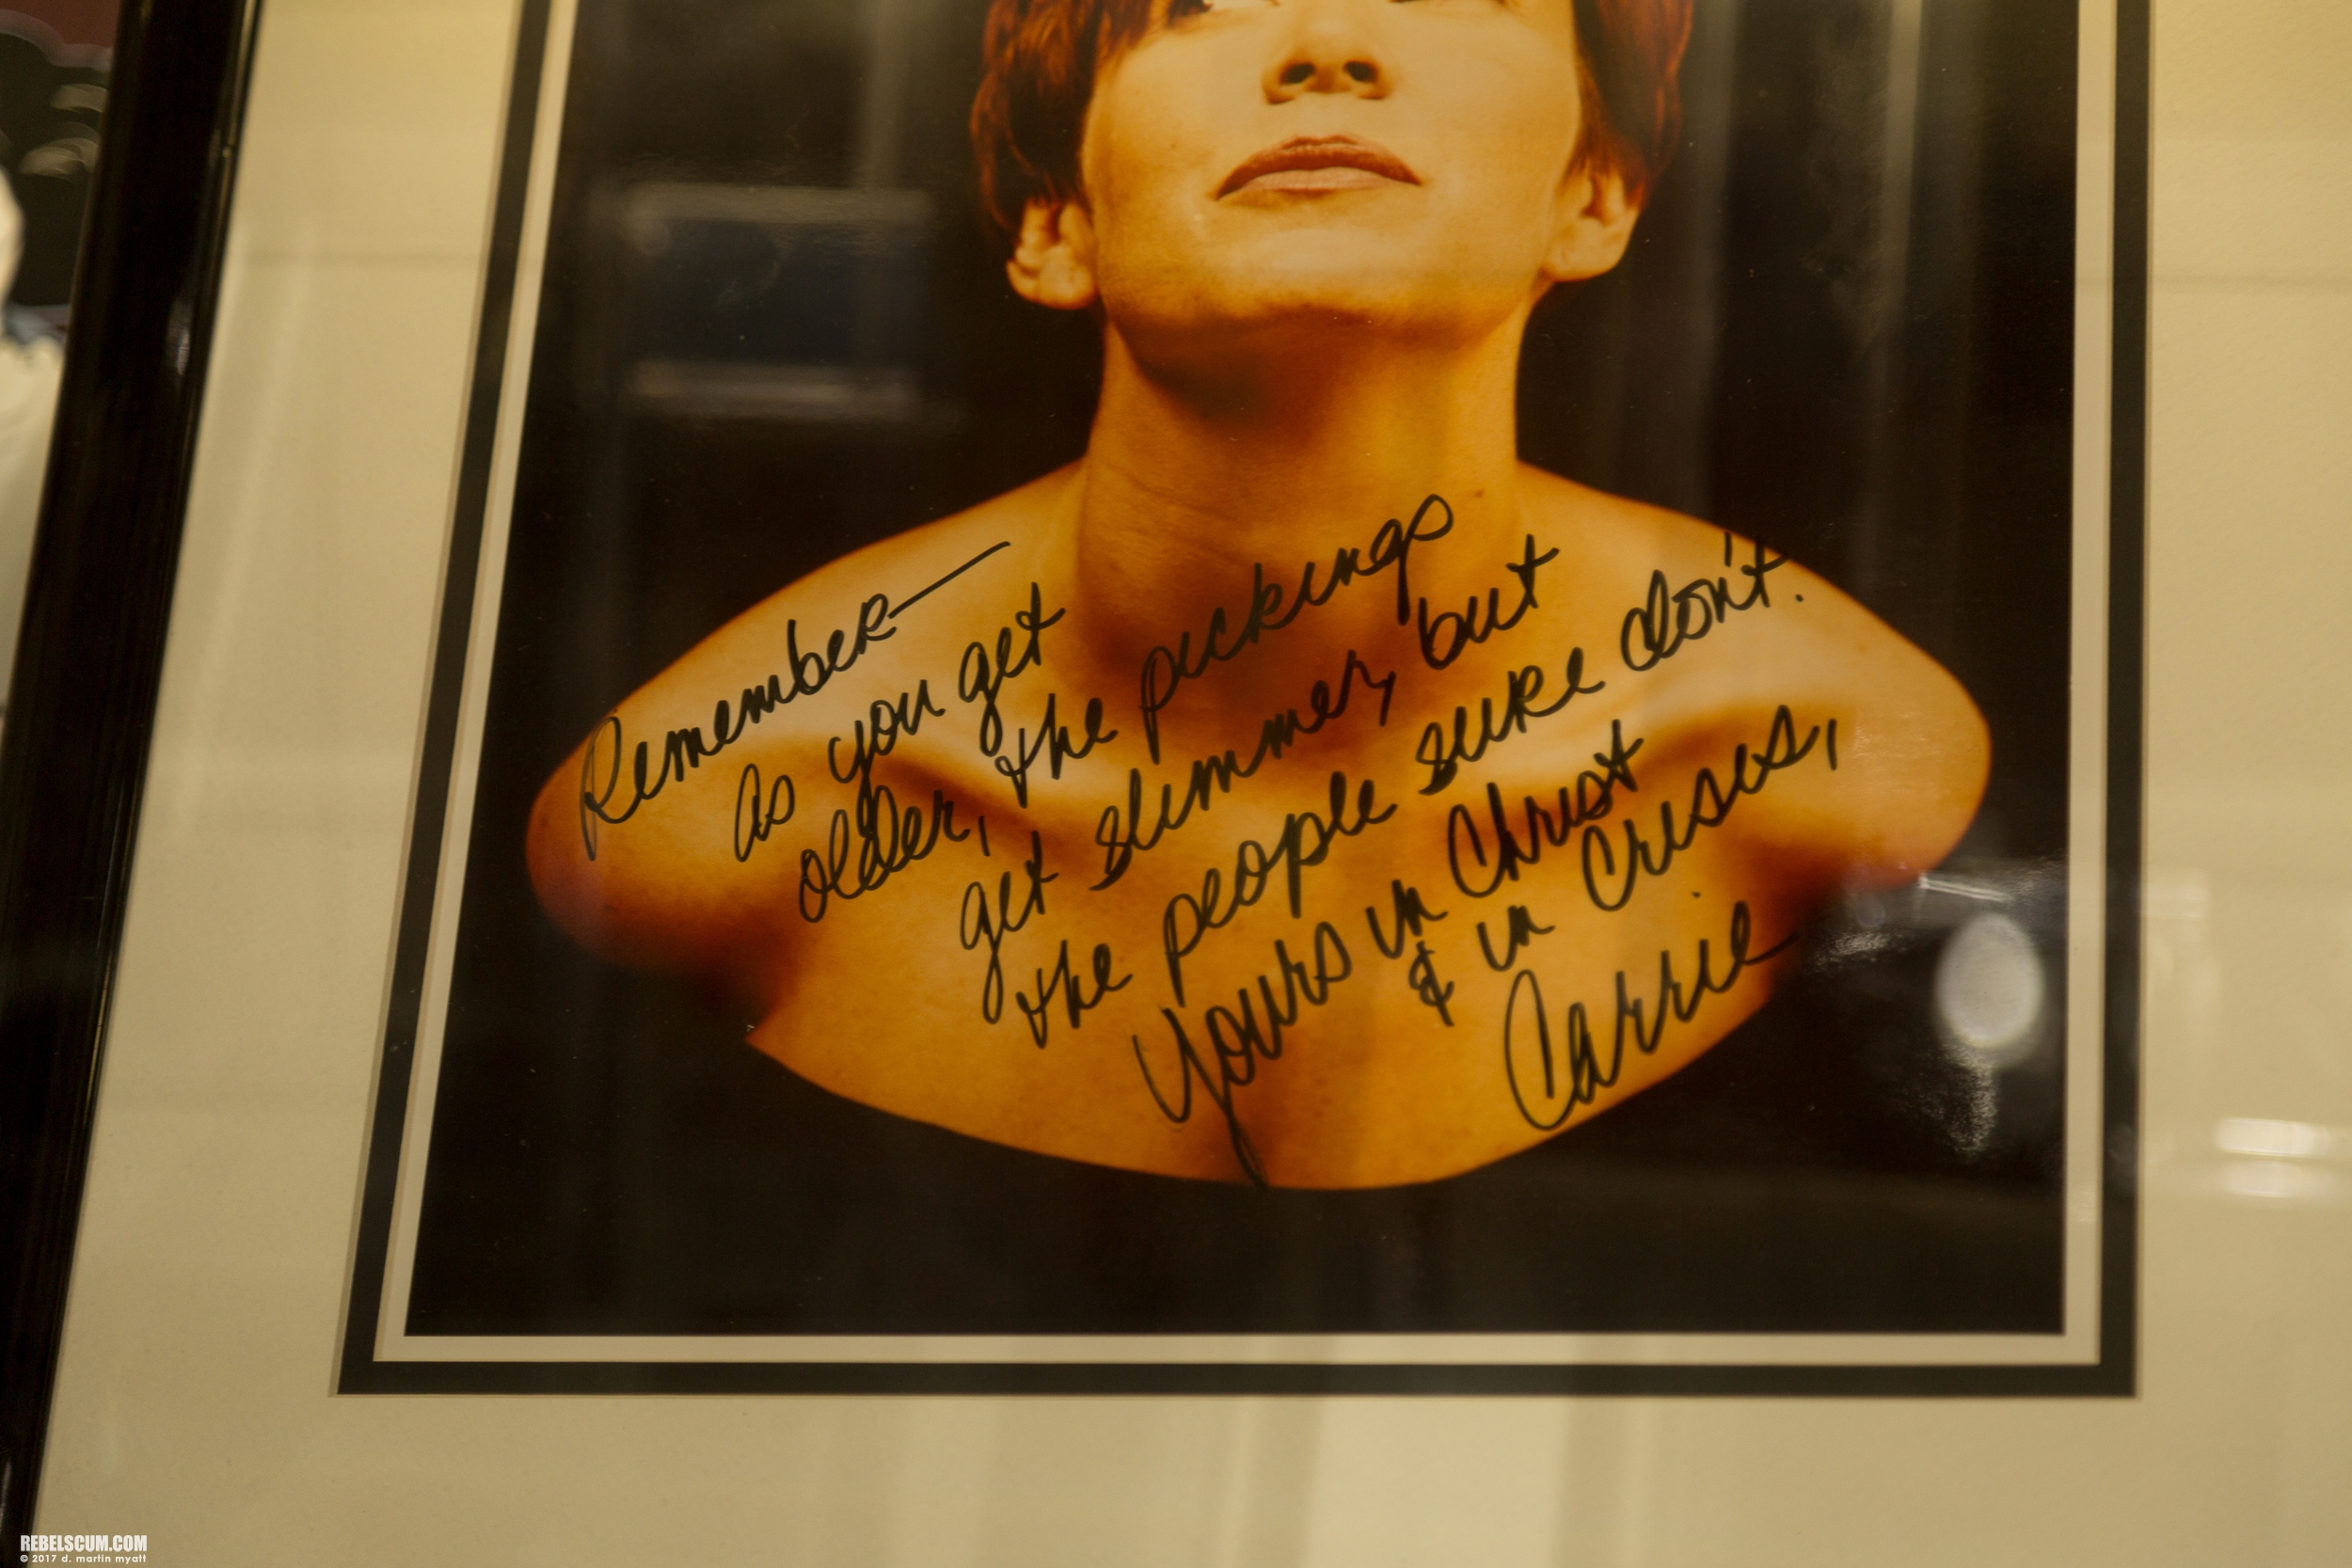 Remember—
as you get
older, the pickings
get slimmer, but
the people sure don't.
Yours in Christ
& in Crises,
Carrie
REBELSCUM.COM
© 2017 d. martin myatt